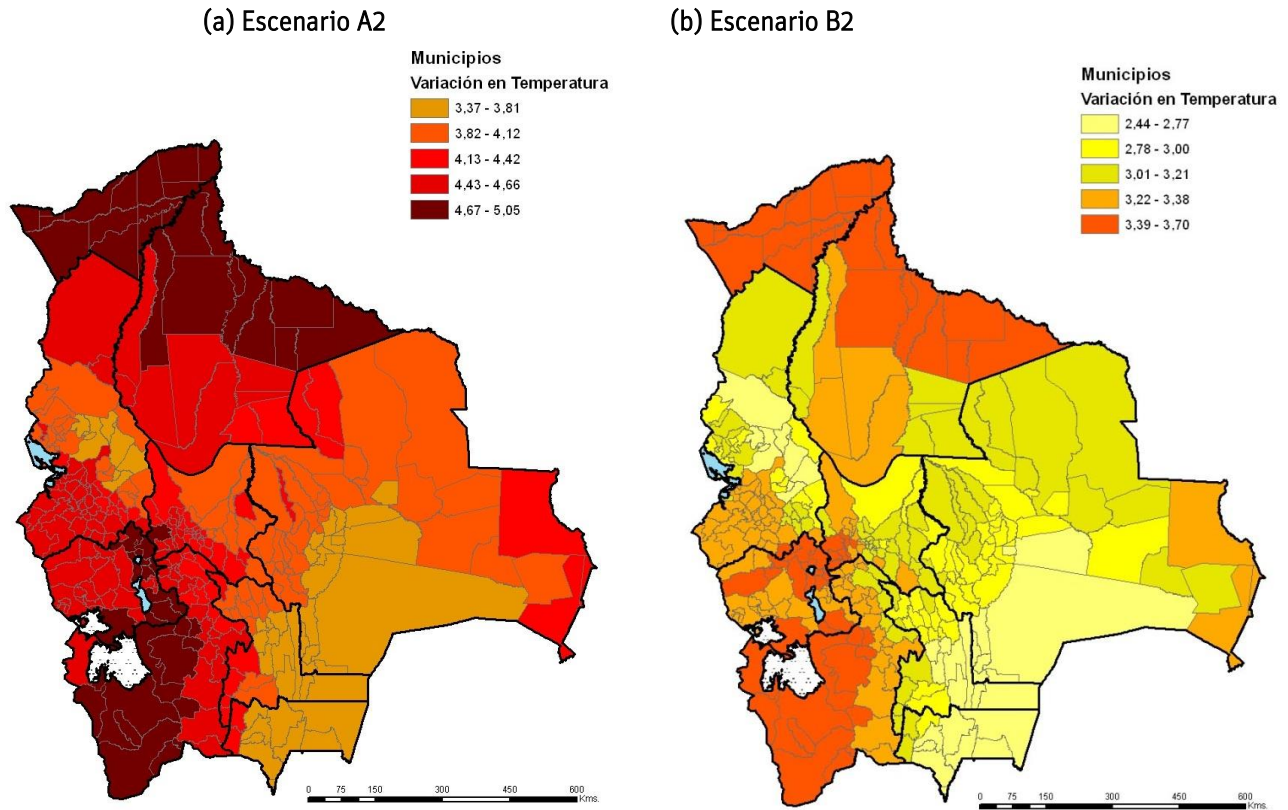 (a) Escenario A2
Municipios
Variación en Temperatura
3,37 - 3,81
3,82 - 4,12
4,13 - 4,42
4,43 - 4,66
4,67 - 5,05
0 75 150 300 450 600
Kms.
(b) Escenario B2
Municipios
Variación en Temperatura
2,44 - 2,77
2,78 - 3,00
3,01 - 3,21
3,22 - 3,38
3,39 - 3,70
0 75 150 300 450 600
Kms.